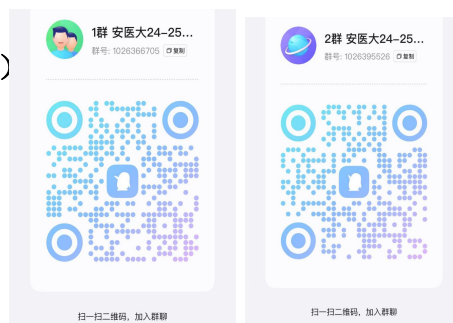 )
1群 安医大24-25...
群号: 1026366705 复制
扫一扫二维码，加入群聊
2群 安医大24-25...
群号: 1026395526 复制
扫一扫二维码，加入群聊